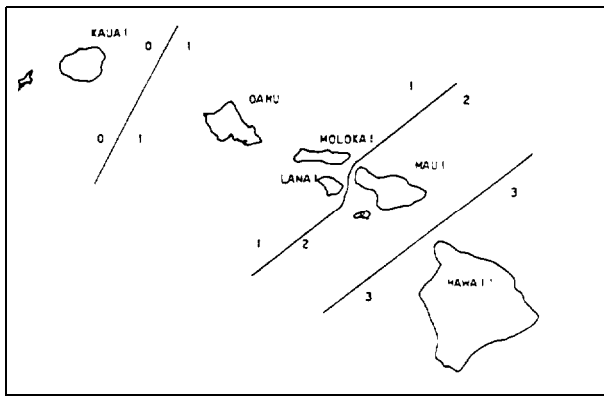 KAUAI
0 1
OAHU
0 1
1
2
MOLOKAI
MAUI
LANAI
3
1 2
HAWAII
3